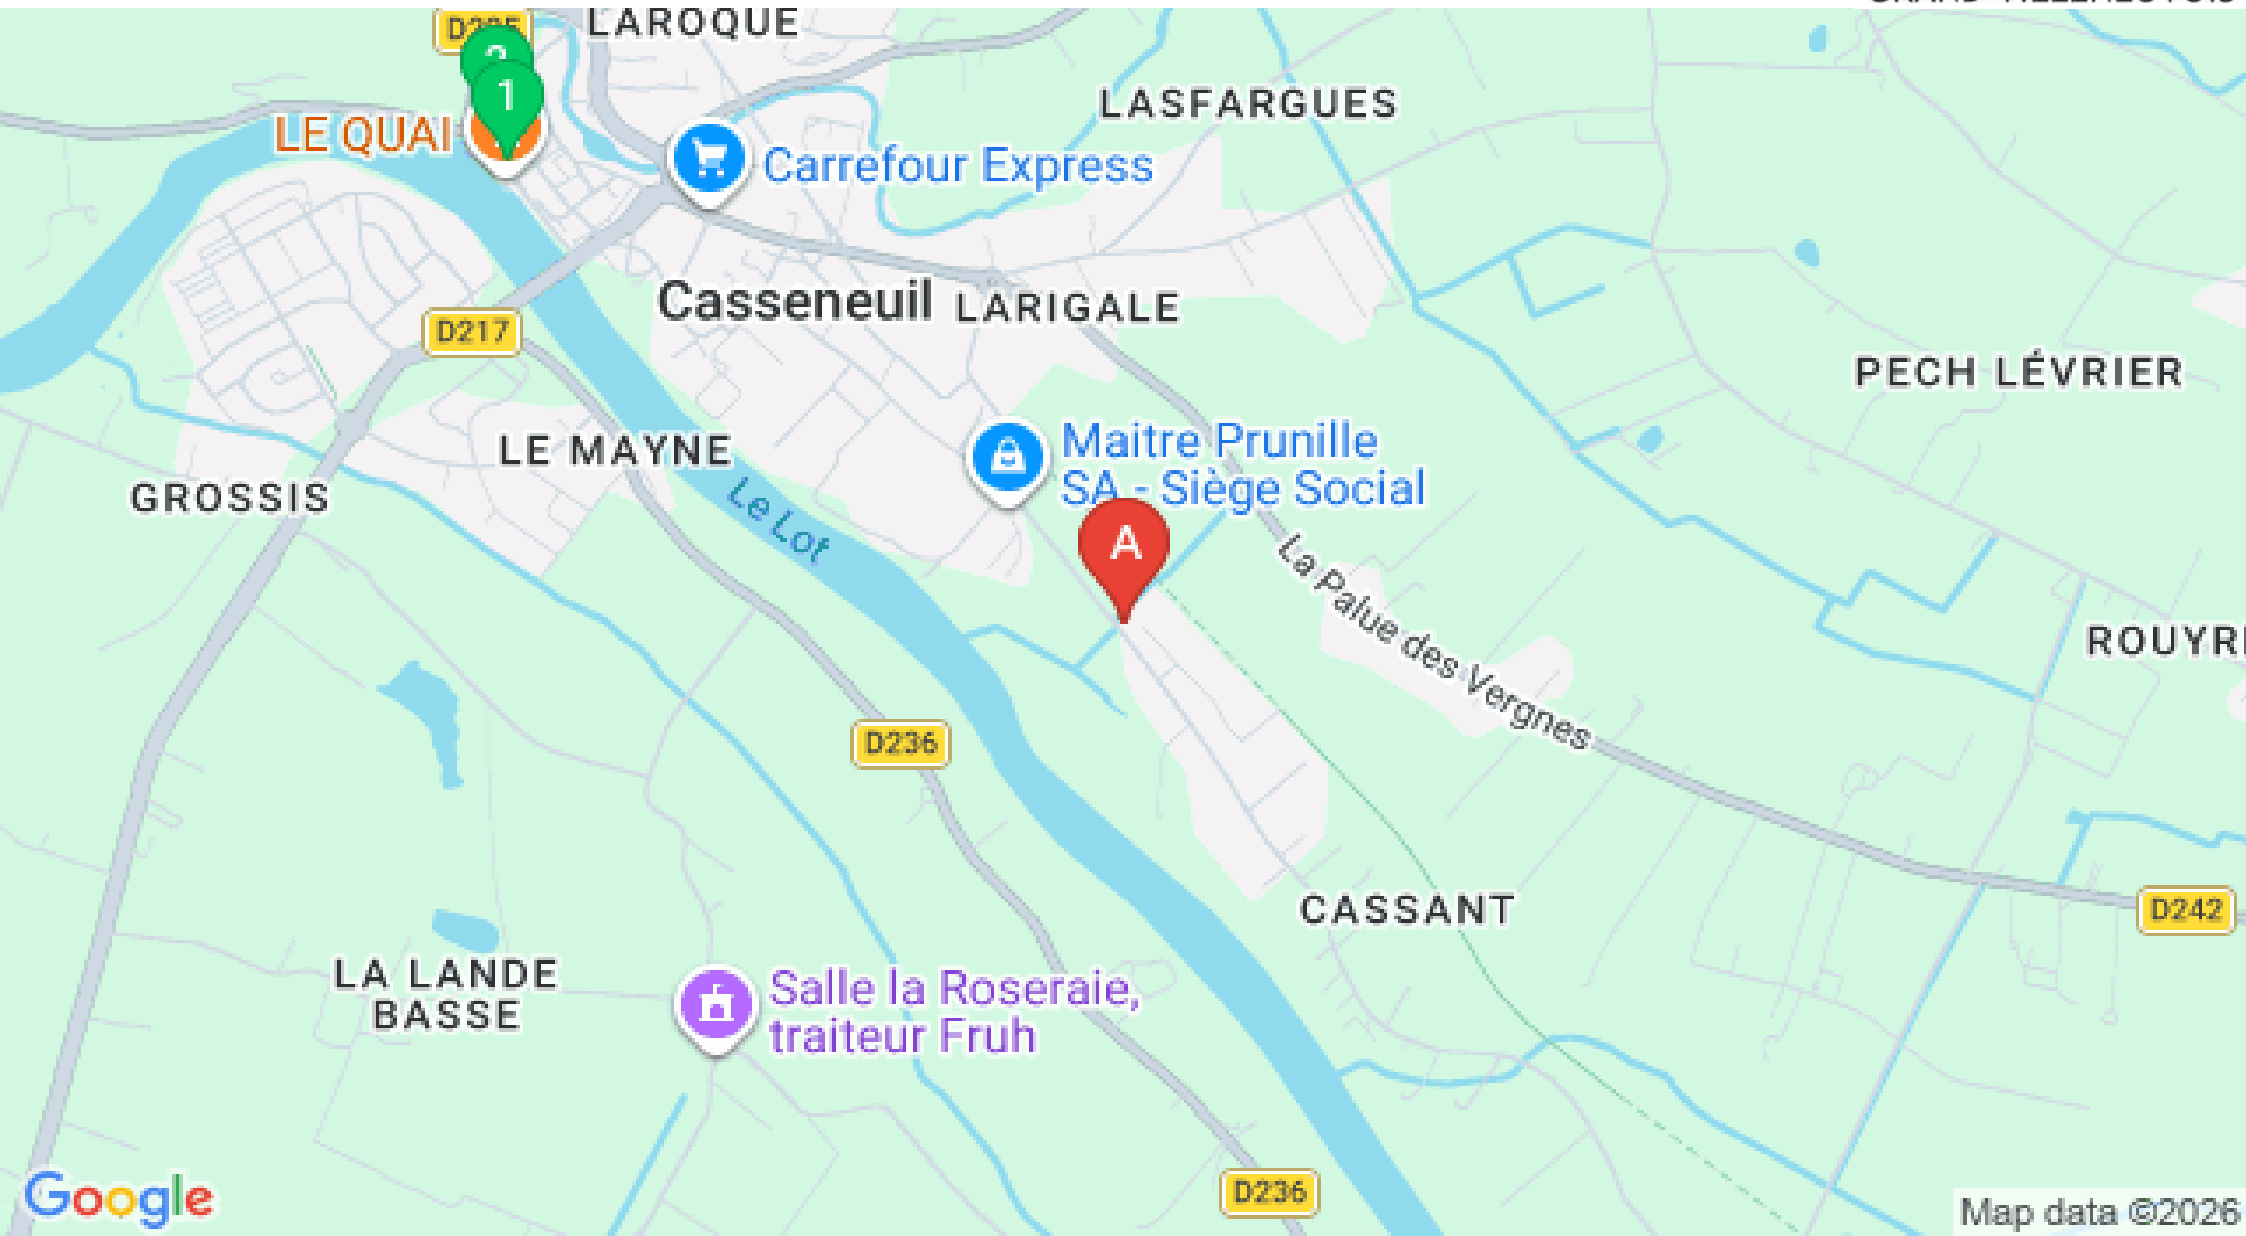 LAROQUE
1
LE QUAI
LASFARGUES
Carrefour Express
Casseneuil
LARIGALE
D217
PECH LÉVRIER
LE MAYNE
GROSSIS
Maitre Prunille
SA - Siège Social
Le Lot
A
La Palue des Vergnes
D236
CASSANT
D242
LA LANDE
BASSE
Salle la Roseraie,
traiteur Fruh
D236
Google
Map data ©2026